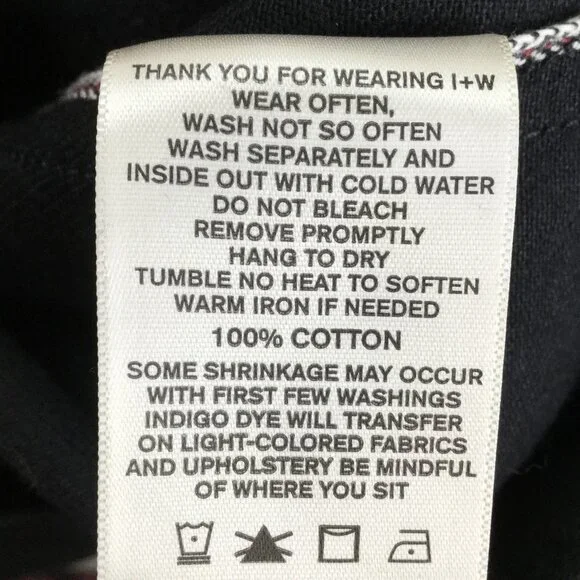 THANK YOU FOR WEARING I+W
WEAR OFTEN,
WASH NOT SO OFTEN
WASH SEPARATELY AND
INSIDE OUT WITH COLD WATER
DO NOT BLEACH
REMOVE PROMPTLY
HANG TO DRY
TUMBLE NO HEAT TO SOFTEN
WARM IRON IF NEEDED
100% COTTON
SOME SHRINKAGE MAY OCCUR
WITH FIRST FEW WASHINGS
INDIGO DYE WILL TRANSFER
ON LIGHT-COLORED FABRICS
AND UPHOLSTERY BE MINDFUL
OF WHERE YOU SIT